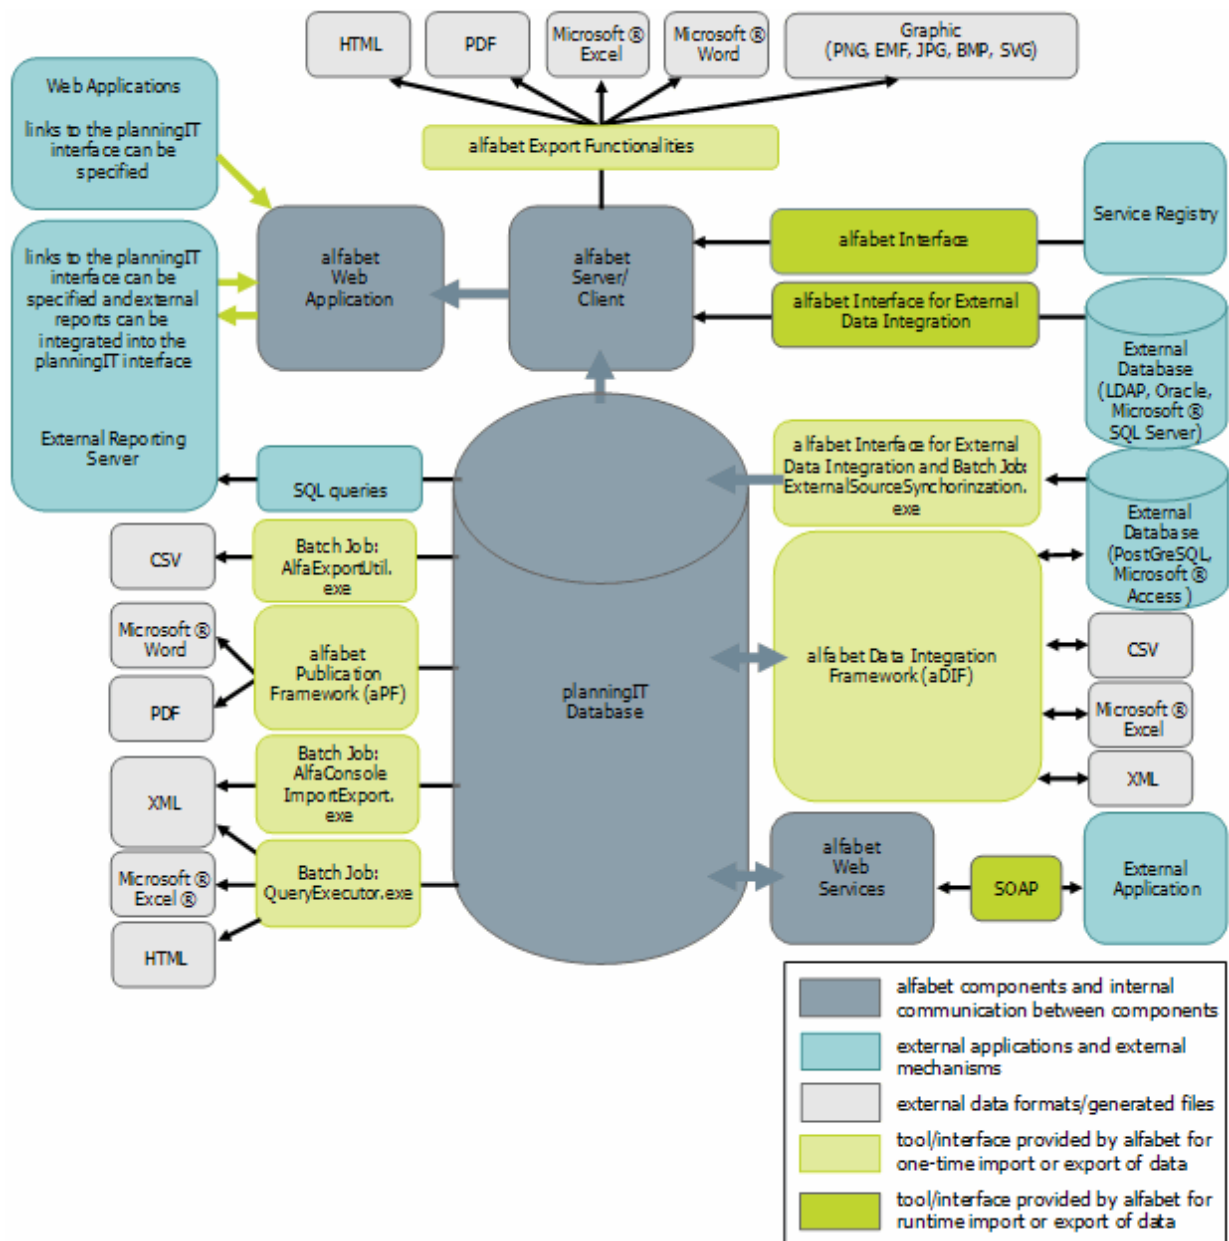 HTML
PDF
Microsoft ®
Excel
Microsoft ®
Word
Graphic
(PNG, EMF, JPG, BMP, SVG)
Web Applications
links to the planningIT
interface can be
specified
alfabet Export Functionalities
links to the planningIT
interface can be
specified and external
reports can be
integrated into the
planningIT interface
External Reporting
Server
alfabet
Web
Application
alfabet
Server/
Client
alfabet Interface
Service Registry
alfabet Interface for External
Data Integration
External
Database
(LDAP, Oracle,
Microsoft ®
SQL Server)
SQL queries
alfabet Interface for External
Data Integration and Batch Job:
ExternalSourceSynchorinzation.
exe
External
Database
(PostGreSQL,
Microsoft ®
Access )
CSV
Batch Job:
AlfaExportUtil.
exe
Microsoft ®
Word
PDF
alfabet
Publication
Framework (aPF)
planningIT
Database
alfabet Data Integration
Framework (aDIF)
CSV
Microsoft ®
Excel
XML
XML
Batch Job:
AlfaConsole
ImportExport.
exe
Microsoft ®
Excel ®
HTML
Batch Job:
QueryExecutor.exe
alfabet
Web
Services
SOAP
External
Application
alfabet components and internal
communication between components
external applications and external
mechanisms
external data formats/generated files
tool/interface provided by alfabet for
one-time import or export of data
tool/interface provided by alfabet for
runtime import or export of data